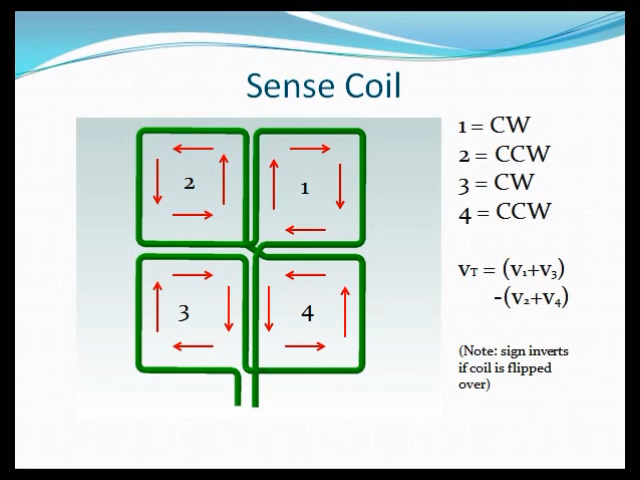 Sense Coil
2
1
3
4
1 = CW
2 = CCW
3 = CW
4 = CCW
vT = (v1+v3)
-(v2+v4)
(Note: sign inverts
if coil is flipped
over)